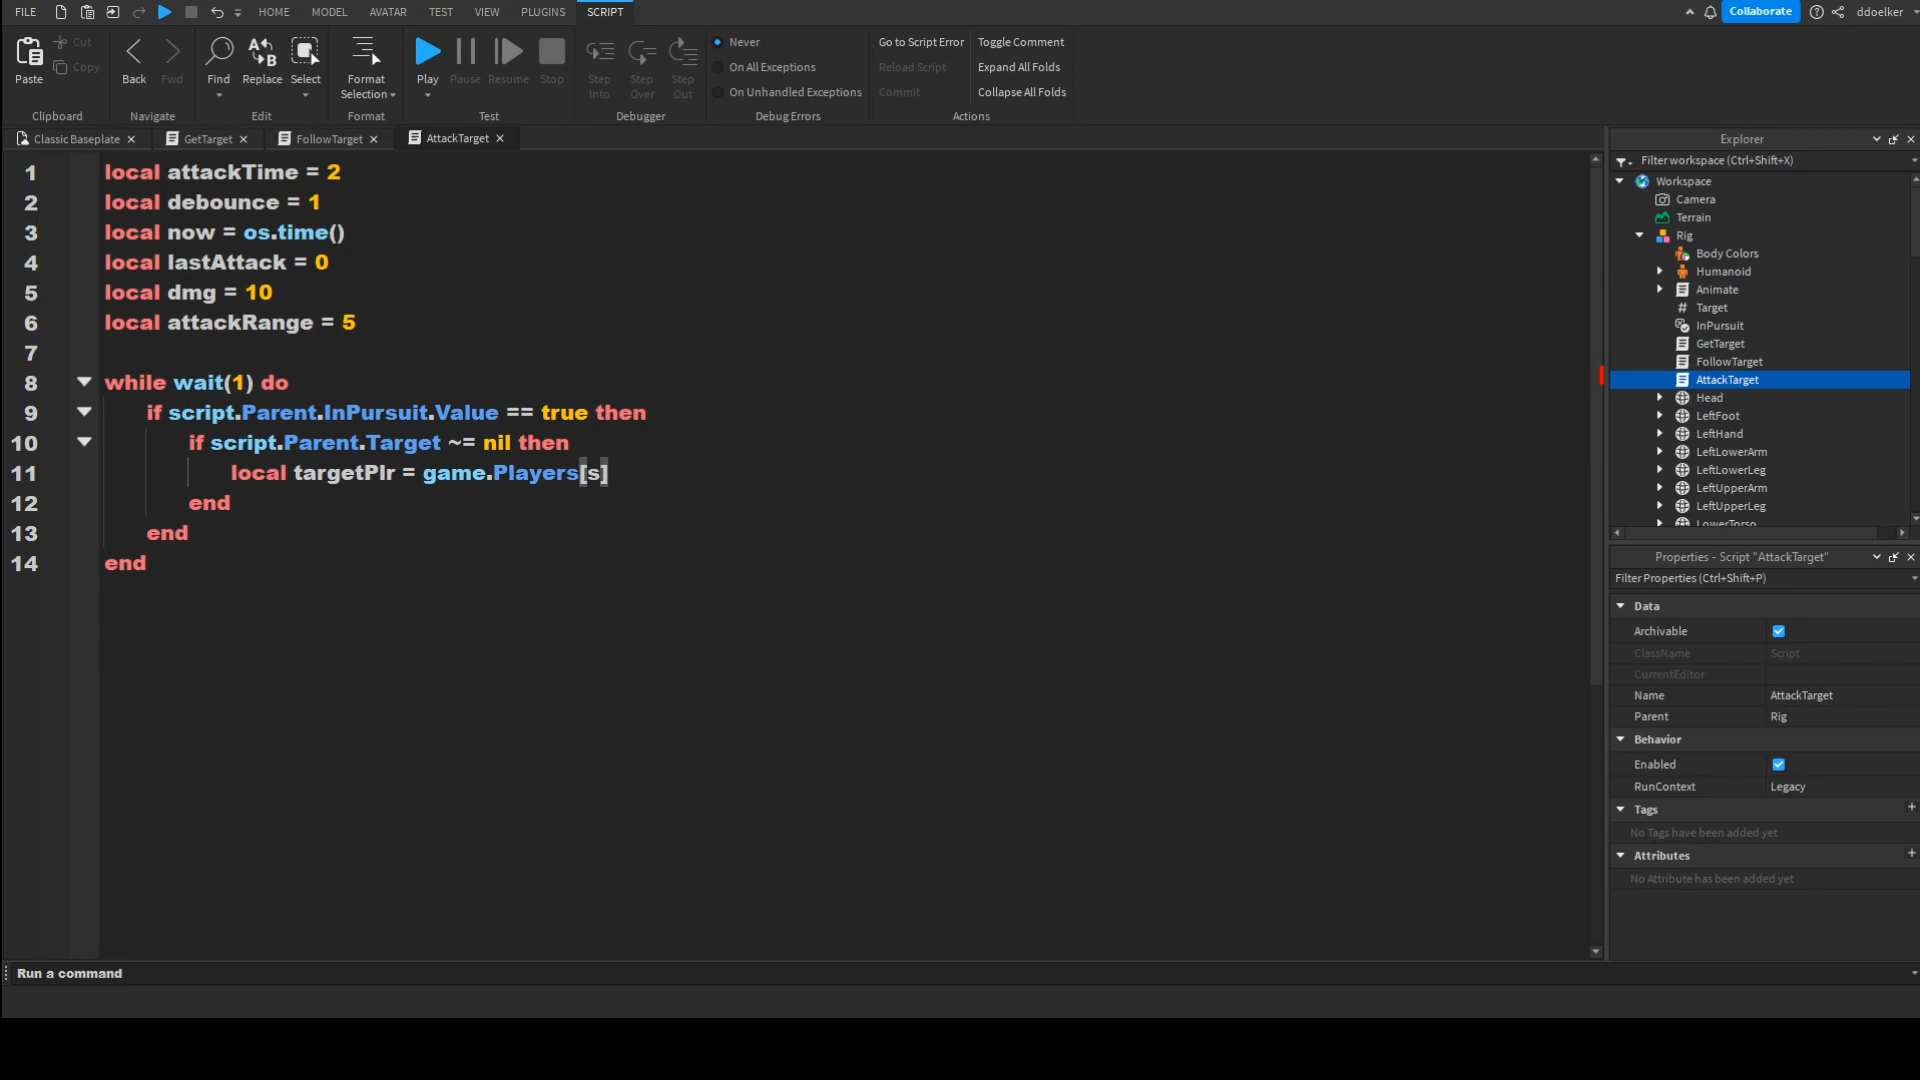 FILE HOME MODEL AVATAR TEST VIEW PLUGINS SCRIPT Collaborate ddoelker
Paste Cut Copy Back Fwd Find Replace Select Format Selection Play Pause Resume Stop Step Into Step Over Step Out
Never Go to Script Error Toggle Comment
On All Exceptions Reload Script Expand All Folds
On Unhandled Exceptions Commit Collapse All Folds
Clipboard Navigate Edit Format Test Debugger Debug Errors Actions
Classic Baseplate GetTarget FollowTarget AttackTarget
1 local attackTime = 2
2 local debounce = 1
3 local now = os.time()
4 local lastAttack = 0
5 local dmg = 10
6 local attackRange = 5
7
8 while wait(1) do
9 if script.Parent.InPursuit.Value == true then
10 if script.Parent.Target ~= nil then
11 local targetPlr = game.Players[s]
12 end
13 end
14 end
Explorer
Filter workspace (Ctrl+Shift+X)
Workspace
Camera
Terrain
Rig
Body Colors
Humanoid
Animate
# Target
InPursuit
GetTarget
FollowTarget
AttackTarget
Head
LeftFoot
LeftHand
LeftLowerArm
LeftLowerLeg
LeftUpperArm
LeftUpperLeg
LowerTorso
Properties - Script "AttackTarget"
Filter Properties (Ctrl+Shift+P)
Data
Archivable
ClassName Script
CurrentEditor
Name AttackTarget
Parent Rig
Behavior
Enabled
RunContext Legacy
Tags +
No Tags have been added yet
Attributes +
No Attribute has been added yet
Run a command